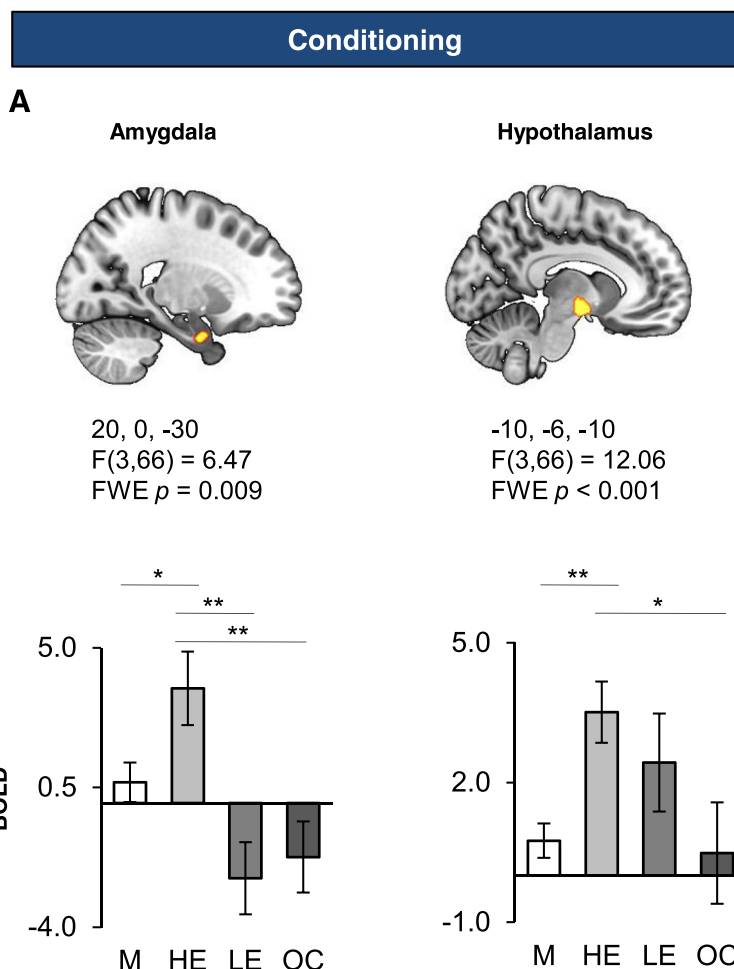 Conditioning
A
Amygdala
Hypothalamus
20, 0, -30
F(3,66) = 6.47
FWE p = 0.009
-10, -6, -10
F(3,66) = 12.06
FWE p < 0.001
*
**
**
5.0
0.5
-4.0
M HE LE OC
**
*
5.0
2.0
-1.0
M HE LE OC